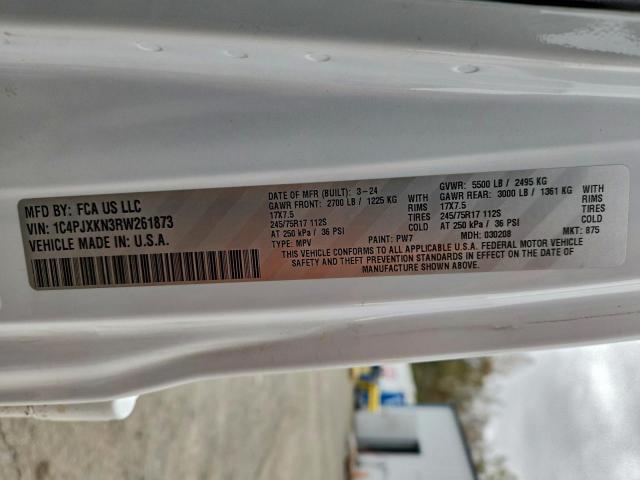 MFD BY: FCA US LLC
VIN: 1C4PJXKN3RW261873
VEHICLE MADE IN U.S.A.
DATE OF MFR (BUILT): 3-24
GAWR FRONT: 2700 LB / 1225 KG WITH
17X7.5 RIMS
245/75R17 112S TIRES
AT 250 kPa / 36 PSI COLD
TYPE: MPV PAINT: PW7
GVWR: 5500 LB / 2495 KG
GAWR REAR: 3000 LB / 1361 KG WITH
17X7.5 RIMS
245/75R17 112S TIRES
AT 250 kPa / 36 PSI COLD
MDH: 030208 MKT: 875
THIS VEHICLE CONFORMS TO ALL APPLICABLE U.S.A. FEDERAL MOTOR VEHICLE
SAFETY AND THEFT PREVENTION STANDARDS IN EFFECT ON THE DATE OF
MANUFACTURE SHOWN ABOVE.